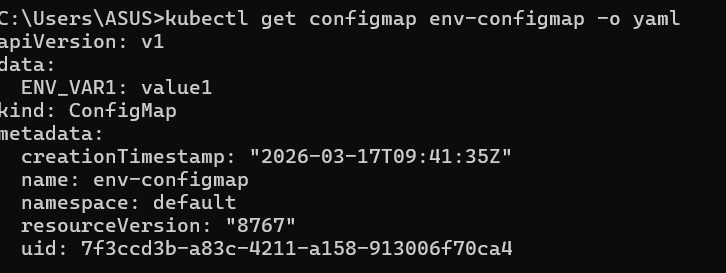 C:\Users\ASUS>kubectl get configmap env-configmap -o yaml
apiVersion: v1
data:
  ENV_VAR1: value1
kind: ConfigMap
metadata:
  creationTimestamp: "2026-03-17T09:41:35Z"
  name: env-configmap
  namespace: default
  resourceVersion: "8767"
  uid: 7f3ccd3b-a83c-4211-a158-913006f70ca4